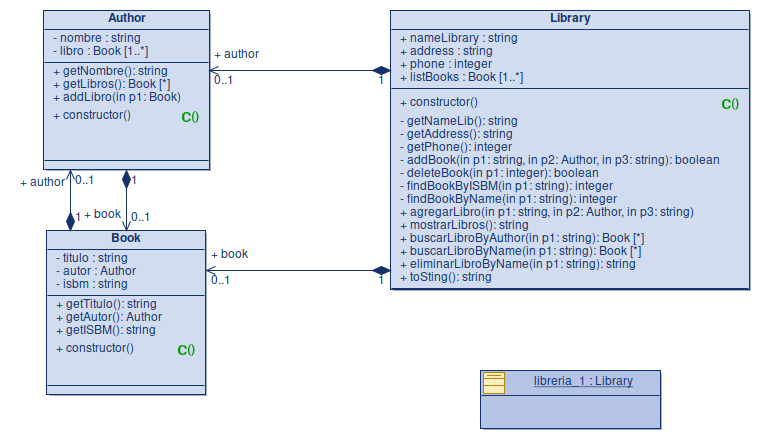 Author
- nombre : string
- libro : Book [1..*]
+ getNombre(): string
+ getLibros(): Book [*]
+ addLibro(in p1: Book)
+ constructor()
C()
Library
+ nameLibrary : string
+ address : string
+ phone : integer
+ listBooks : Book [1..*]
+ constructor()
C()
- getNameLib(): string
- getAddress(): string
- getPhone(): integer
- addBook(in p1: string, in p2: Author, in p3: string): boolean
- deleteBook(in p1: integer): boolean
- findBookByISBM(in p1: string): integer
- findBookByName(in p1: string): integer
+ agregarLibro(in p1: string, in p2: Author, in p3: string)
+ mostrarLibros(): string
+ buscarLibroByAuthor(in p1: string): Book [*]
+ buscarLibroByName(in p1: string): Book [*]
+ eliminarLibroByName(in p1: string): string
+ toSting(): string
+ author
0..1
1
+ author
0..1
1
1
+ book
0..1
Book
- titulo : string
- autor : Author
- isbm : string
+ getTitulo(): string
+ getAutor(): Author
+ getISBM(): string
+ constructor()
C()
+ book
0..1
1
libreria_1 : Library